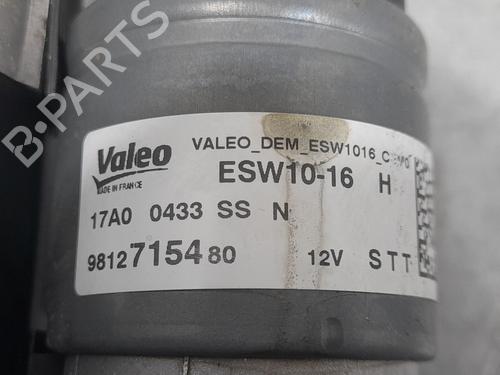 VALEO_DEM_ESW1016_C
Valeo
MADE IN FRANCE
ESW10-16 H
17A0 0433 SS N
9812715480 12V STT
B-PARTS